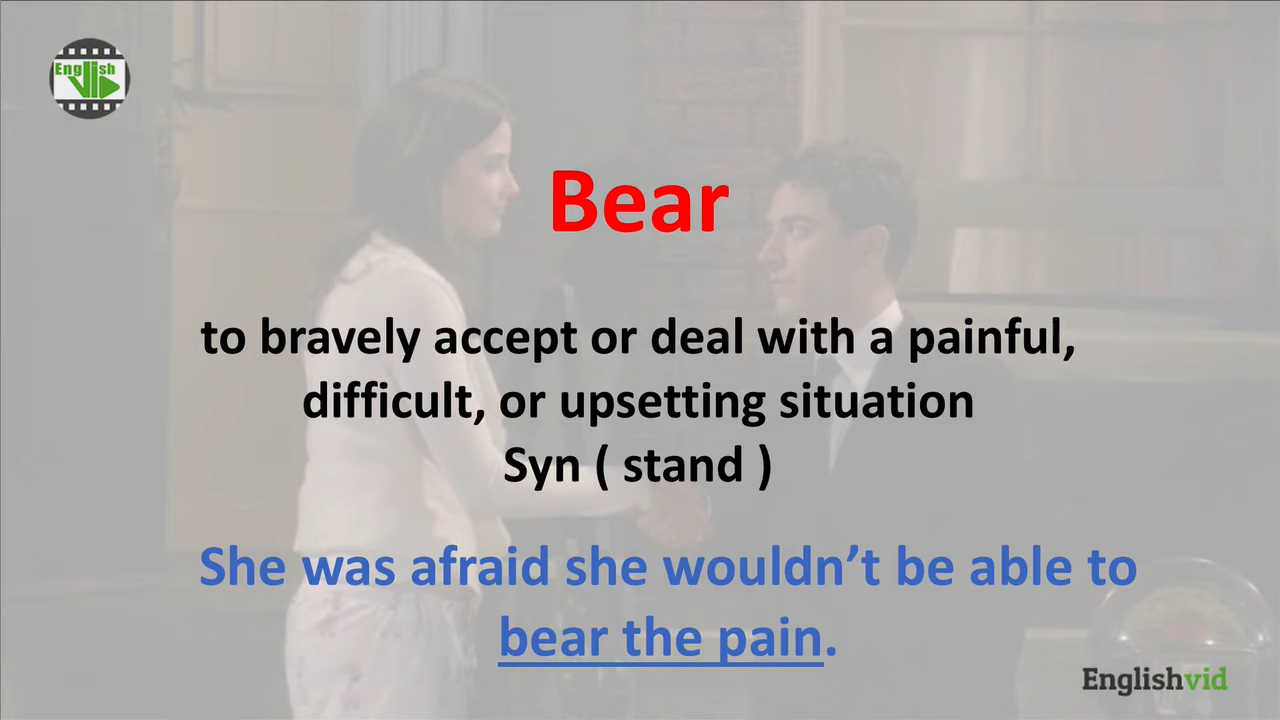 English
VID
Bear
to bravely accept or deal with a painful,
difficult, or upsetting situation
Syn ( stand )
She was afraid she wouldn’t be able to
bear the pain.
Englishvid